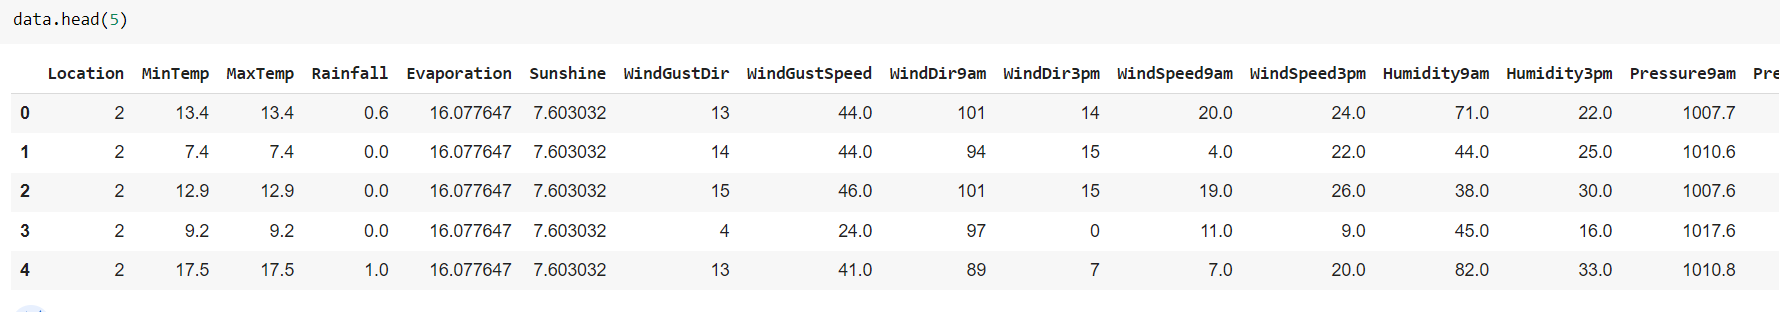 data.head(5)
Location MinTemp MaxTemp Rainfall Evaporation Sunshine WindGustDir WindGustSpeed WindDir9am WindDir3pm WindSpeed9am WindSpeed3pm Humidity9am Humidity3pm Pressure9am Pre
0 2 13.4 13.4 0.6 16.077647 7.603032 13 44.0 101 14 20.0 24.0 71.0 22.0 1007.7
1 2 7.4 7.4 0.0 16.077647 7.603032 14 44.0 94 15 4.0 22.0 44.0 25.0 1010.6
2 2 12.9 12.9 0.0 16.077647 7.603032 15 46.0 101 15 19.0 26.0 38.0 30.0 1007.6
3 2 9.2 9.2 0.0 16.077647 7.603032 4 24.0 97 0 11.0 9.0 45.0 16.0 1017.6
4 2 17.5 17.5 1.0 16.077647 7.603032 13 41.0 89 7 7.0 20.0 82.0 33.0 1010.8